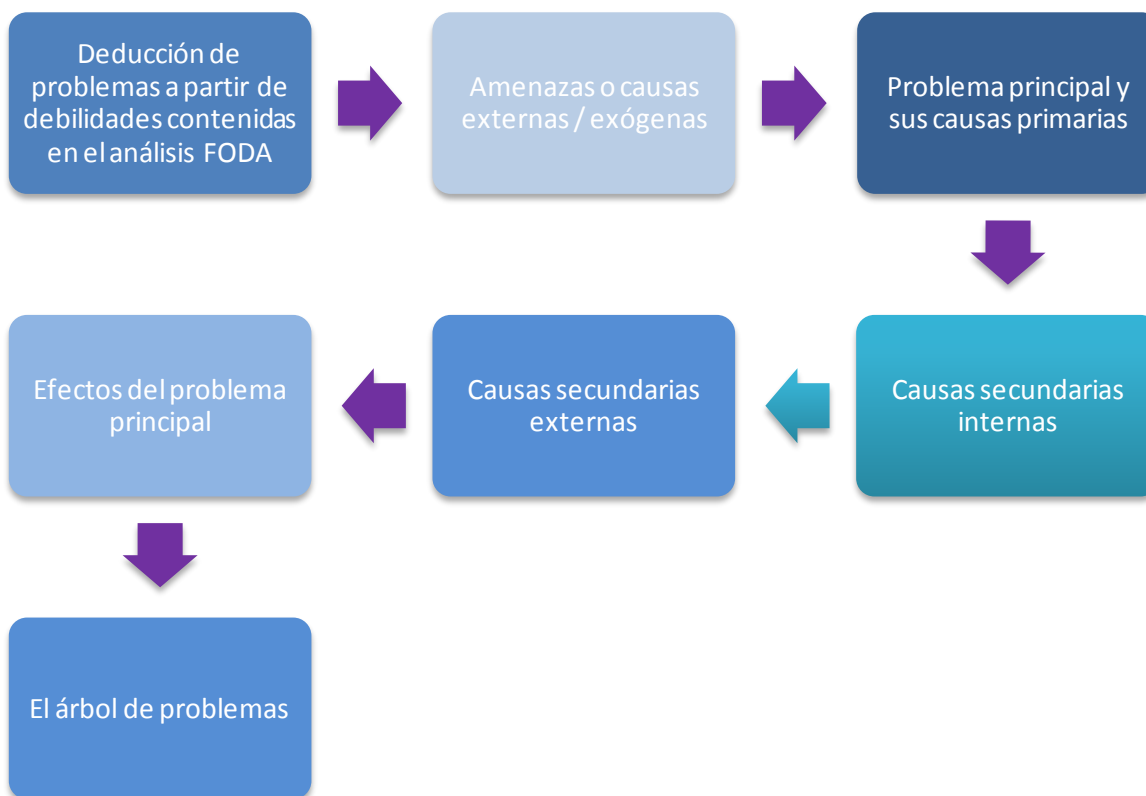 Deducción de
problemas a partir de
debilidades contenidas
en el análisis FODA
Amenazas o causas
externas / exógenas
Problema principal y
sus causas primarias
Causas secundarias
internas
Causas secundarias
externas
Efectos del problema
principal
El árbol de problemas